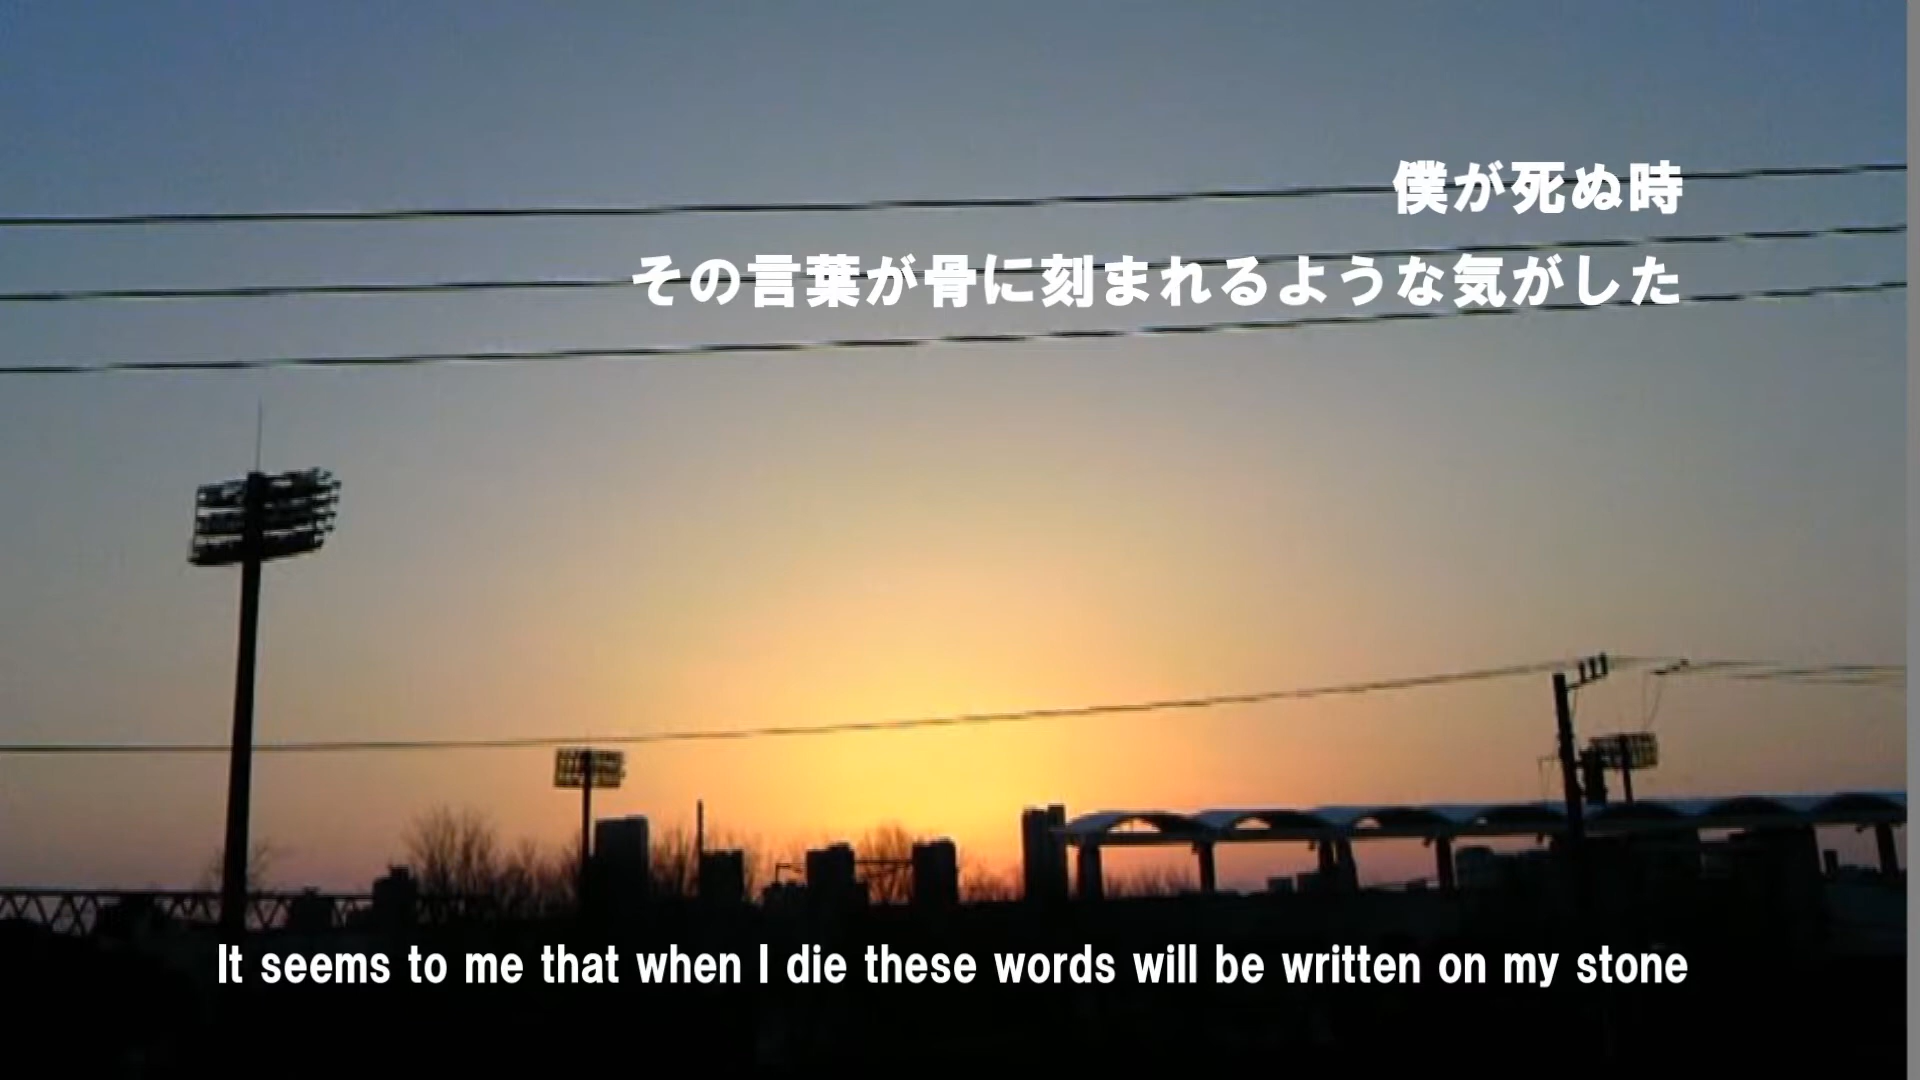 僕が死ぬ時
その言葉が骨に刻まれるような気がした
It seems to me that when I die these words will be written on my stone